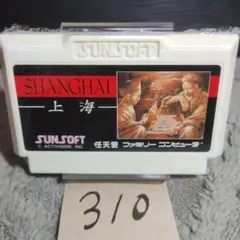 SUNSOFT
SHANGHAI
上海
SUNSOFT
© ACTIVISION, INC.
任天堂 ファミリーコンピュータ
310